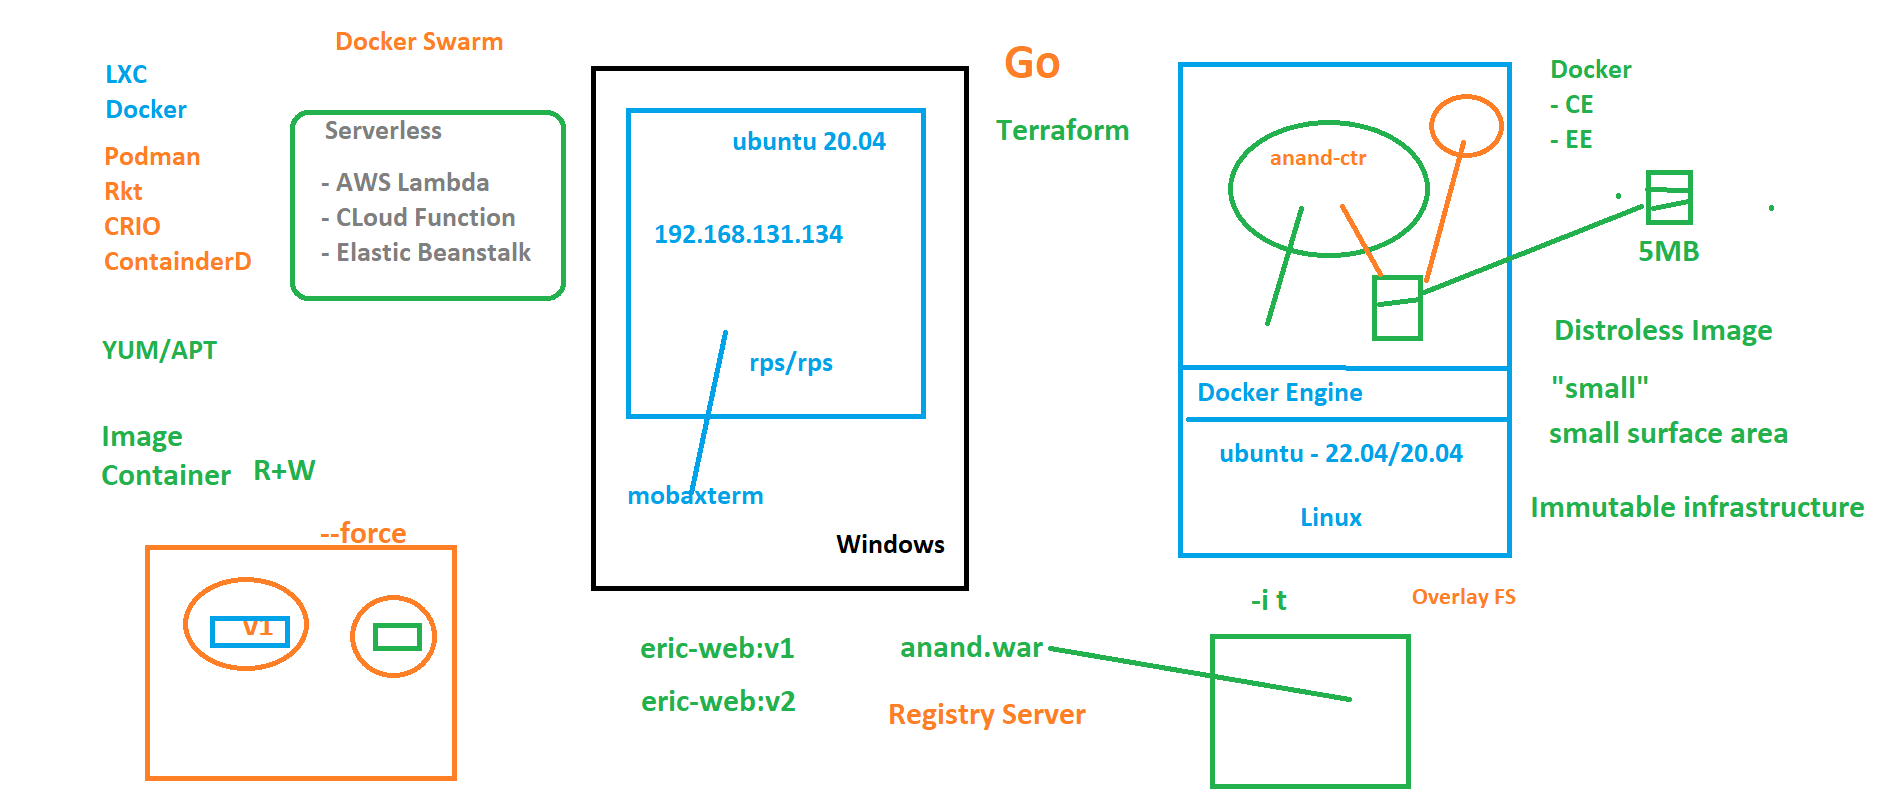 Docker Swarm
LXC
Docker
Podman
Rkt
CRIO
ContainderD
Serverless
- AWS Lambda
- CLoud Function
- Elastic Beanstalk
YUM/APT
Image
Container R+W
--force
v1
ubuntu 20.04
192.168.131.134
rps/rps
mobaxterm
Windows
eric-web:v1
eric-web:v2
Go
Terraform
anand-ctr
Docker Engine
ubuntu - 22.04/20.04
Linux
Docker
- CE
- EE
5MB
Distroless Image
"small"
small surface area
Immutable infrastructure
-i t
Overlay FS
anand.war
Registry Server